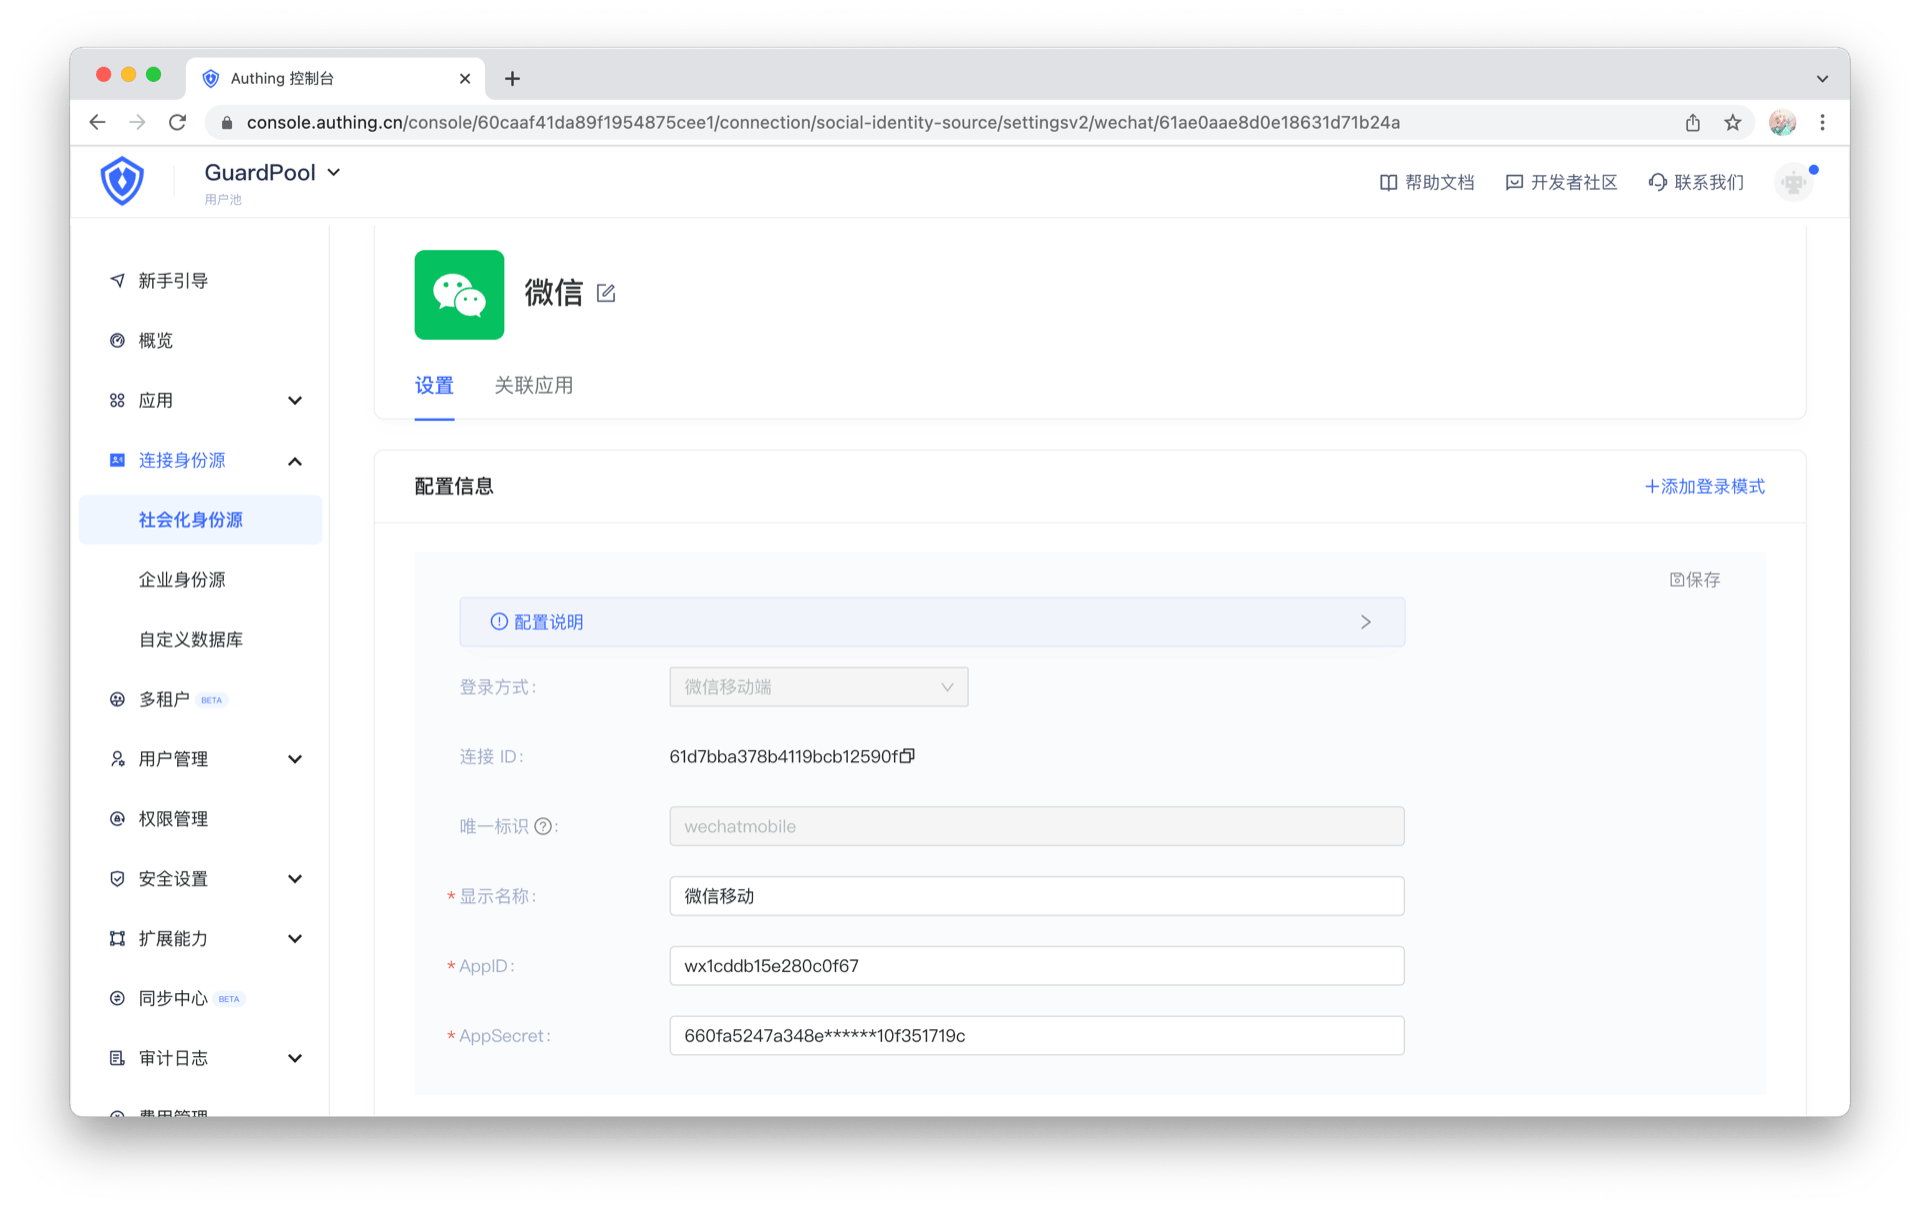 Authing 控制台
console.authing.cn/console/60caaf41da89f1954875cee1/connection/social-identity-source/settingsv2/wechat/61ae0aae8d0e18631d71b24a
GuardPool
用户池
帮助文档
开发者社区
联系我们
新手引导
概览
应用
连接身份源
社会化身份源
企业身份源
自定义数据库
多租户 BETA
用户管理
权限管理
安全设置
扩展能力
同步中心 BETA
审计日志
费用管理
微信
设置
关联应用
配置信息
+添加登录模式
保存
配置说明
登录方式:
微信移动端
连接 ID:
61d7bba378b4119bcb12590f
唯一标识 ?:
wechatmobile
* 显示名称:
微信移动
* AppID:
wx1cddb15e280c0f67
* AppSecret:
660fa5247a348e******10f351719c